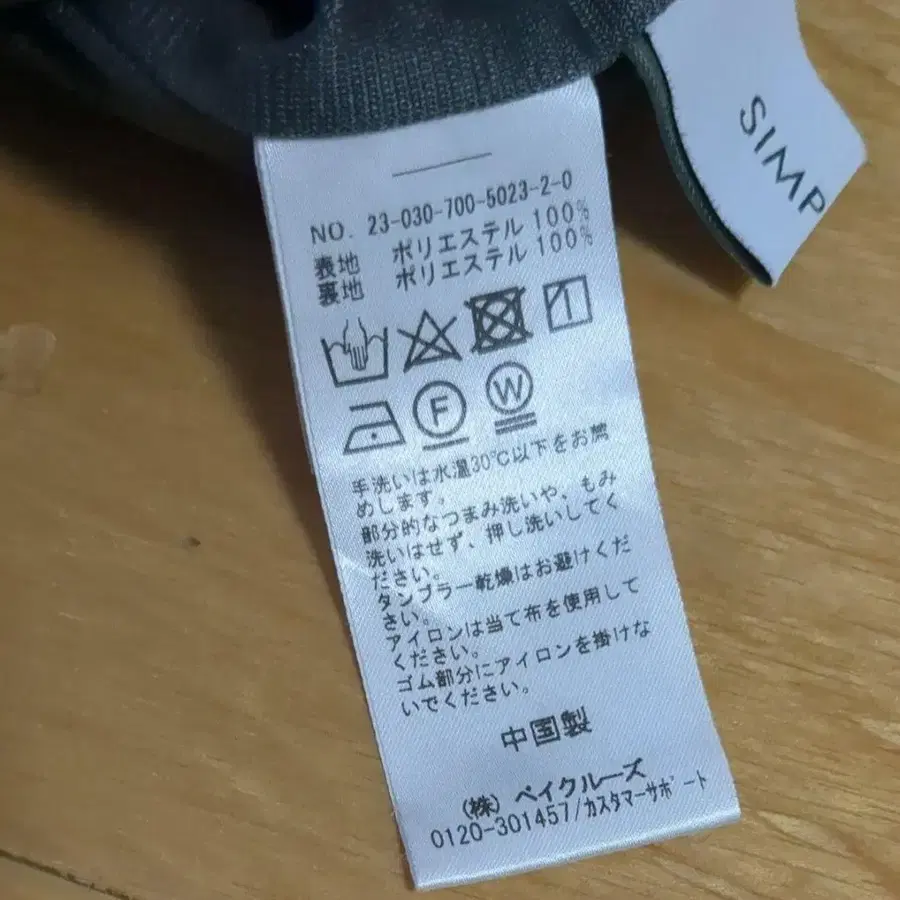 NO. 23-030-700-5023-2-0
表地 ポリエステル 100%
裏地 ポリエステル 100%
F
W
手洗いは水温30℃以下をお薦
めします。
部分的なつまみ洗いや、もみ
洗いはせず、押し洗いしてく
ださい。
タンブラー乾燥はお避けくだ
さい。
アイロンは当て布を使用して
ください。
ゴム部分にアイロンを掛けな
いでください。
中国製
(株) ベイクルーズ
0120-301457/カスタマーサポート
SIMP